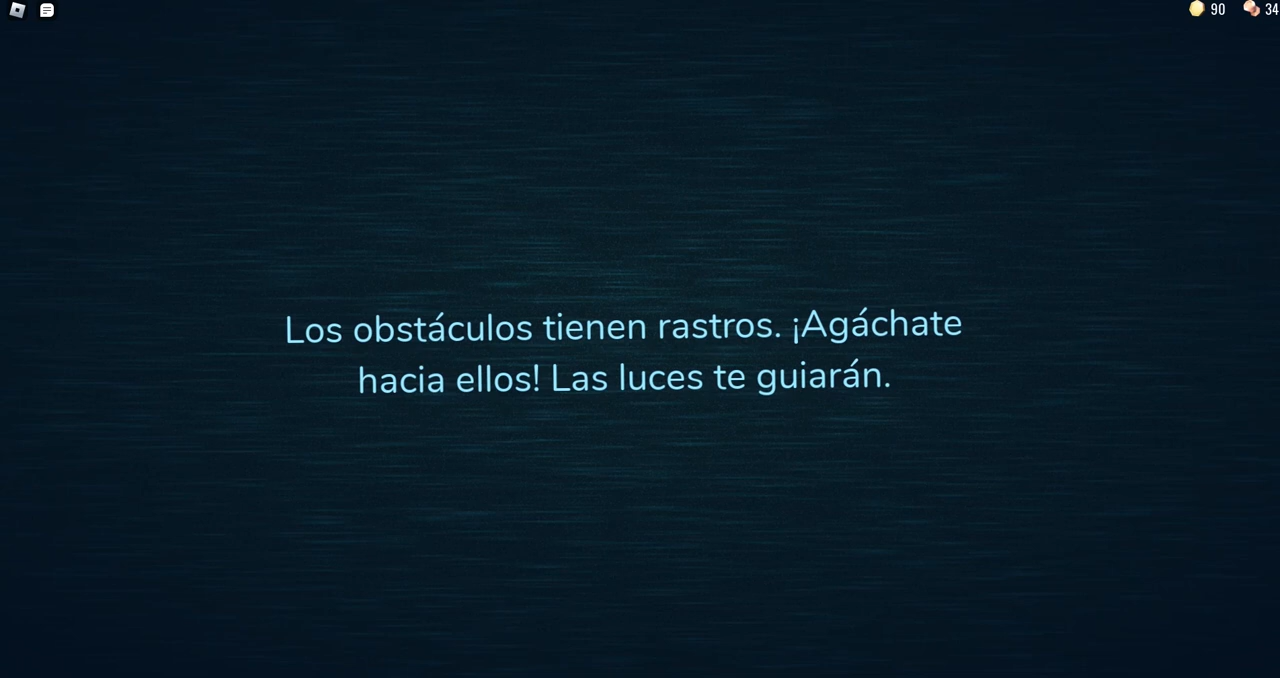 90 34
Los obstáculos tienen rastros. ¡Agáchate
hacia ellos! Las luces te guiarán.